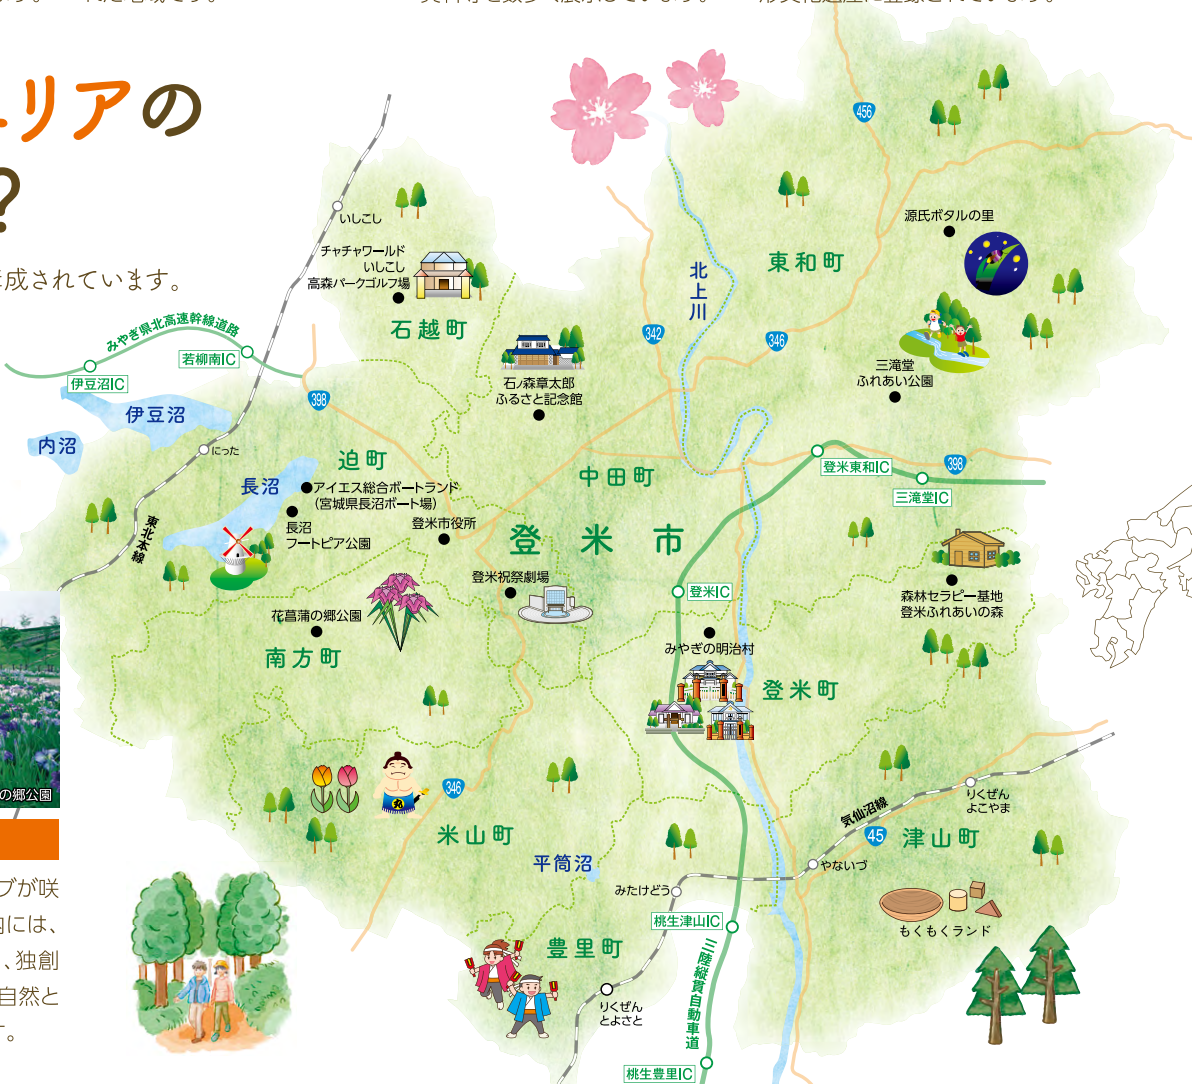 エリアの
?
構成されています。
456
いしこし
チャチャワールド
いしこし
高森パークゴルフ場
石越町
源氏ボタルの里
東和町
北上川
342
346
みやぎ県北高速幹線道路
若柳南IC
伊豆沼IC
398
伊豆沼
内沼
にった
石ノ森章太郎
ふるさと記念館
三滝堂
ふれあい公園
迫町
長沼
アイエス総合ボートランド
(宮城県長沼ボート場)
長沼
フートピア公園
登米市役所
中田町
登米市
登米東和IC
398
三滝堂IC
東北本線
登米祝祭劇場
登米IC
森林セラピー基地
登米ふれあいの森
花菖蒲の郷公園
南方町
みやぎの明治村
登米町
の郷公園
346
米山町
平筒沼
気仙沼線
りくぜん
よこやま
45
津山町
やないづ
みたけどう
桃生津山IC
もくもくランド
豊里町
りくぜん
とよさと
三陸縦貫自動車道
桃生豊里IC
ブが咲
内には、
、独創
自然と
す。